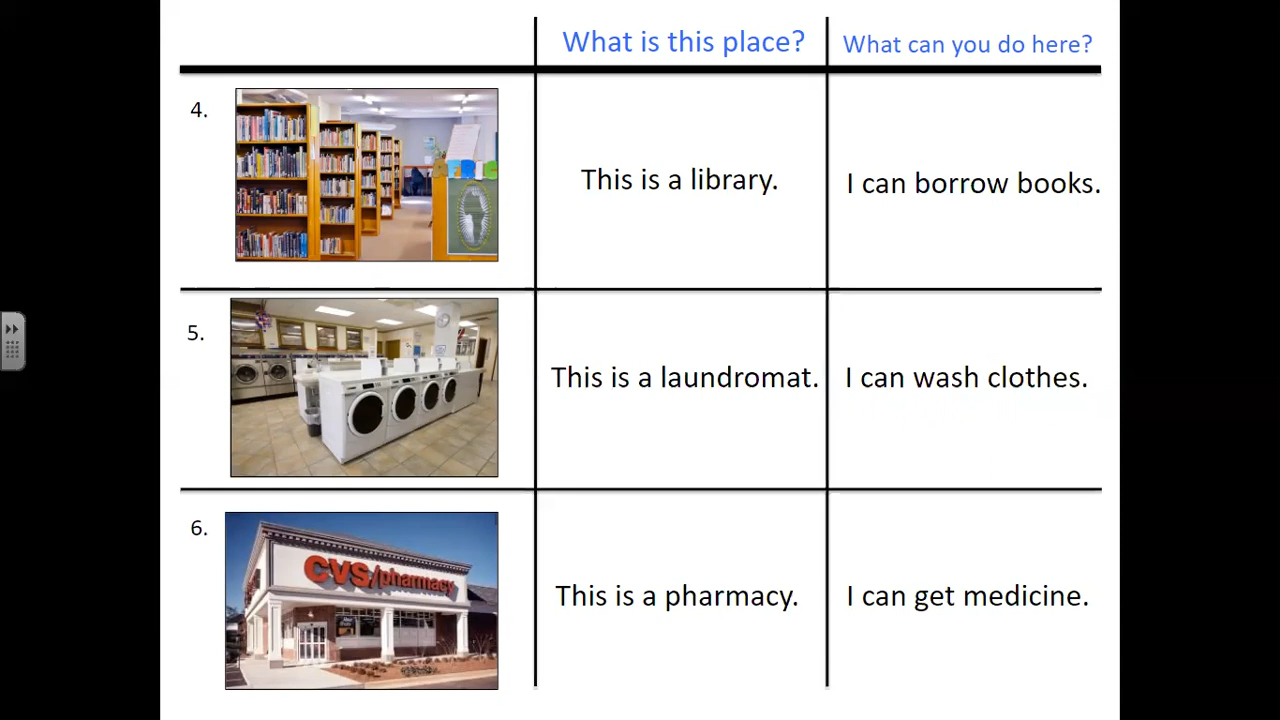 What is this place? What can you do here?
4. This is a library. I can borrow books.
5. This is a laundromat. I can wash clothes.
6. CVS/pharmacy This is a pharmacy. I can get medicine.